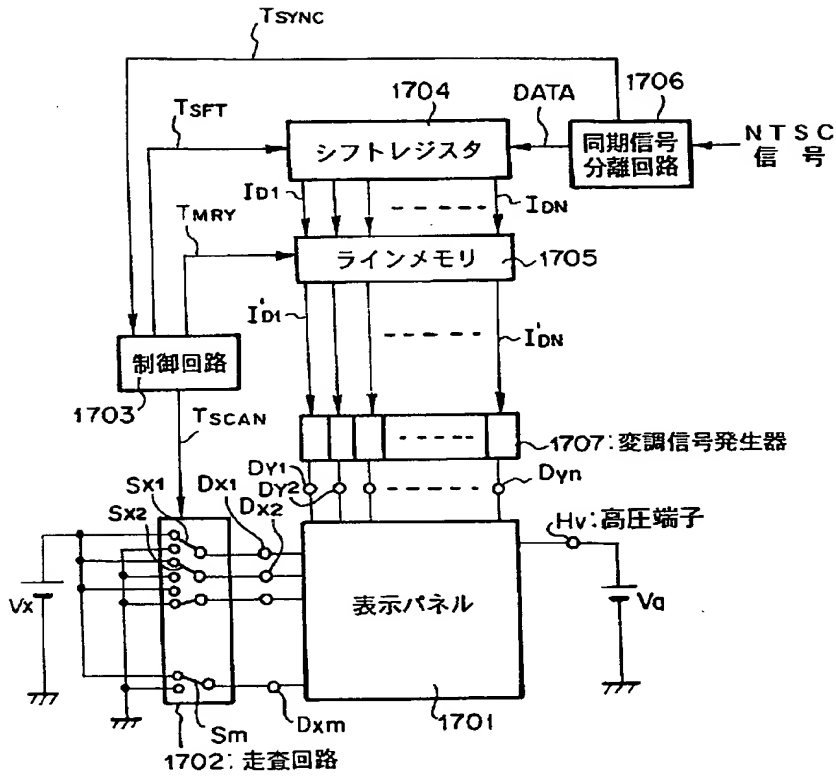 TSYNC
1704
DATA
1706
TSFT
シフトレジスタ
同期信号
分離回路
NTSC
信号
ID1
IDN
TMRY
ラインメモリ
1705
I'D1
I'DN
制御回路
1703
TSCAN
1707:変調信号発生器
Dy1
Dy2
Dyn
Sx1
Dx1
Sx2
Dx2
Hv:高圧端子
Vx
表示パネル
Va
Sm
Dxm
1701
1702:走査回路